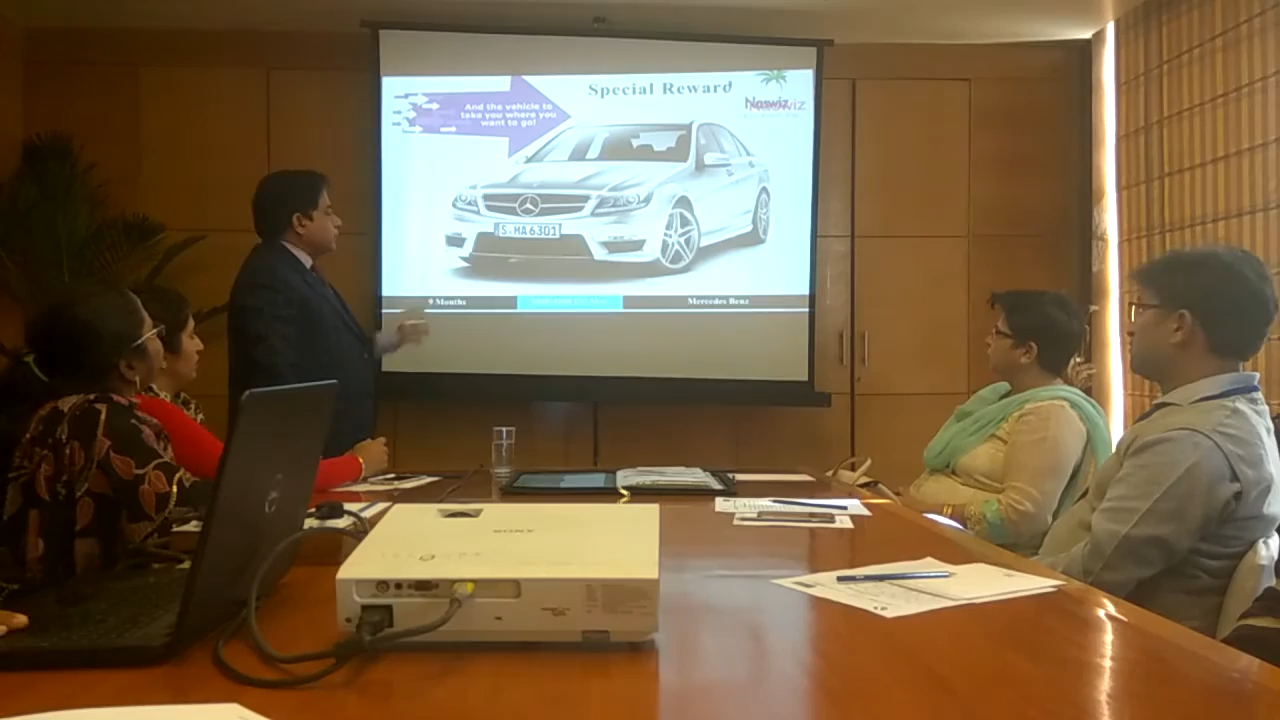 Special Reward
And the vehicle to
take you where you
want to go!
Naswiz
S MA 6301
9 Months
Mercedes Benz
SONY